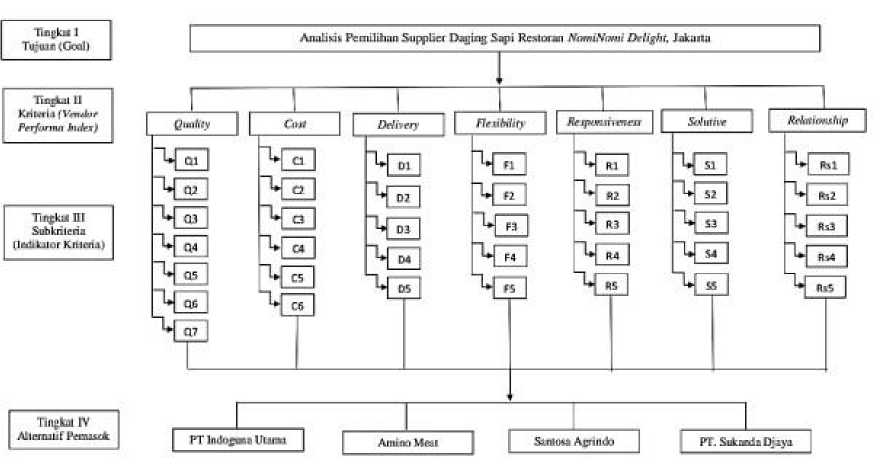 Tingkat I
Tujuan (Goal)
Analisis Pemilihan Supplier Daging Sapi Restoran NomiNomi Delight, Jakarta
Tingkat II
Kriteria (Vendor
Performa Index)
Quality
Cost
Delivery
Flexibility
Responsiveness
Solutive
Relationship
Tingkat III
Subkriteria
(Indikator Kriteria)
Q1
Q2
Q3
Q4
Q5
Q6
Q7
C1
C2
C3
C4
C5
C6
D1
D2
D3
D4
D5
F1
F2
F3
F4
F5
R1
R2
R3
R4
R5
S1
S2
S3
S4
S5
Rs1
Rs2
Rs3
Rs4
Rs5
Tingkat IV
Alternatif Pemasok
PT Indoguna Utama
Amino Meat
Santosa Agrindo
PT. Sukanda Djaya